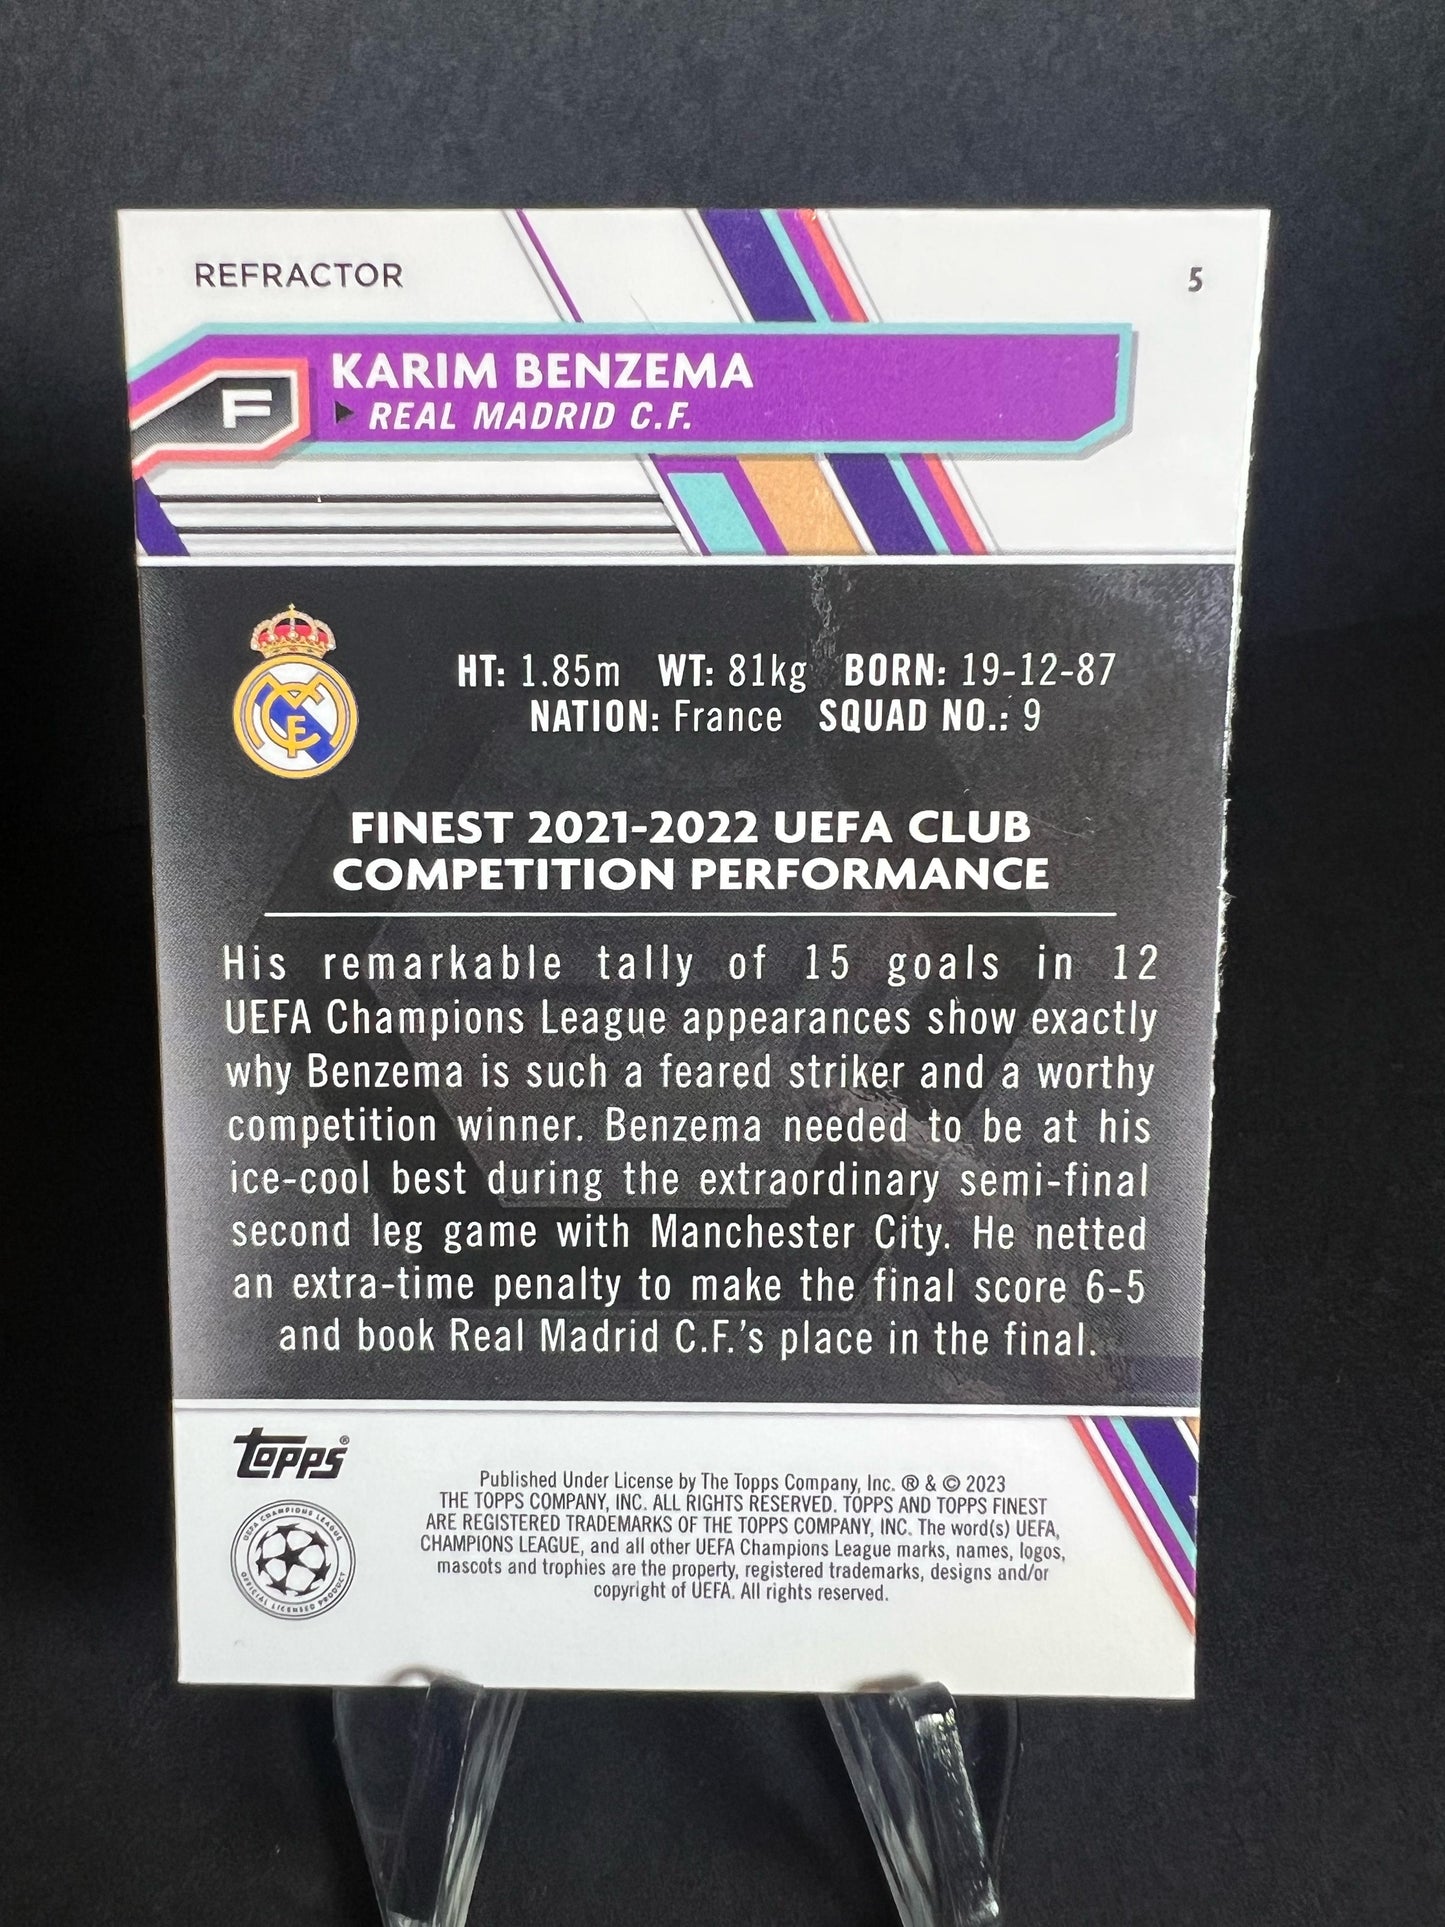 REFRACTOR
5
F
KARIM BENZEMA
REAL MADRID C.F.
HT: 1.85m WT: 81kg BORN: 19-12-87
NATION: France SQUAD NO.: 9
FINEST 2021-2022 UEFA CLUB
COMPETITION PERFORMANCE
His remarkable tally of 15 goals in 12
UEFA Champions League appearances show exactly
why Benzema is such a feared striker and a worthy
competition winner. Benzema needed to be at his
ice-cool best during the extraordinary semi-final
second leg game with Manchester City. He netted
an extra-time penalty to make the final score 6-5
and book Real Madrid C.F.'s place in the final.
Topps®
UEFA CHAMPIONS LEAGUE
OFFICIAL LICENSED PRODUCT
Published Under License by The Topps Company, Inc. ® & © 2023
THE TOPPS COMPANY, INC. ALL RIGHTS RESERVED. TOPPS AND TOPPS FINEST
ARE REGISTERED TRADEMARKS OF THE TOPPS COMPANY, INC. The word(s) UEFA,
CHAMPIONS LEAGUE, and all other UEFA Champions League marks, names, logos,
mascots and trophies are the property, registered trademarks, designs and/or
copyright of UEFA. All rights reserved.